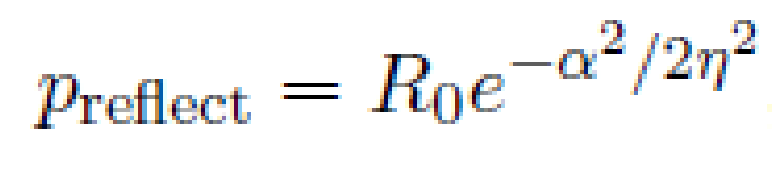 p_reflect = R_0 e^{-α^2/2η^2}